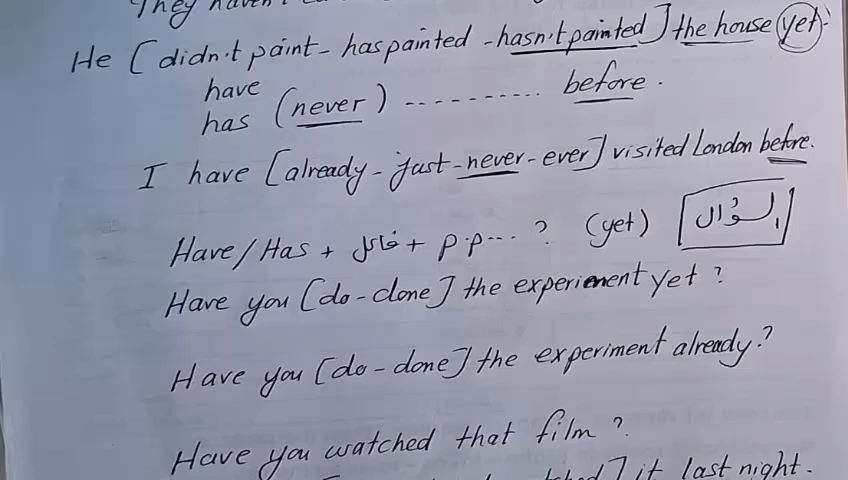 They haven't
He [didn't paint - has painted - hasn't painted] the house (yet).
have
has (never) ---------- before.
I have [already - just - never - ever] visited London before.
Have/Has + فاعل + p.p... ? (yet) السؤال
Have you [do - done] the experiment yet ?
Have you [do - done] the experiment already?
Have you watched that film ?
] it last night.